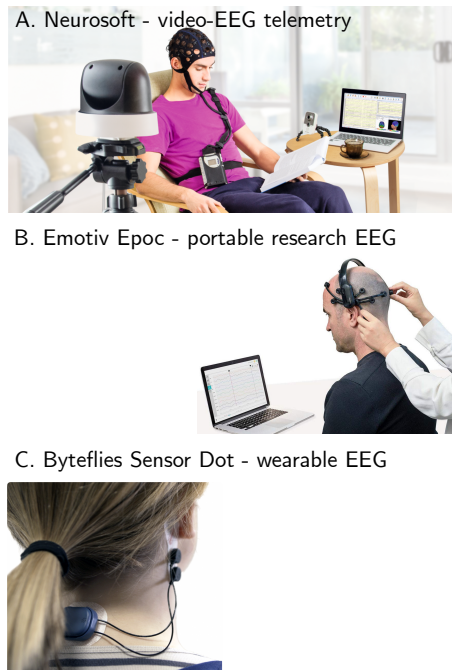 A. Neurosoft - video-EEG telemetry
B. Emotiv Epoc - portable research EEG
C. Byteflies Sensor Dot - wearable EEG